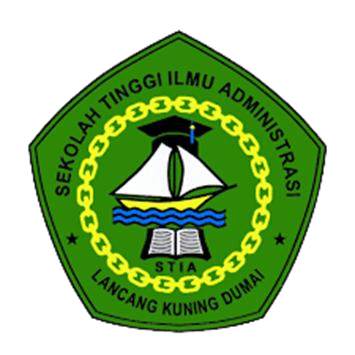 SEKOLAH TINGGI ILMU ADMINISTRASI
STIA
LANCANG KUNING DUMAI